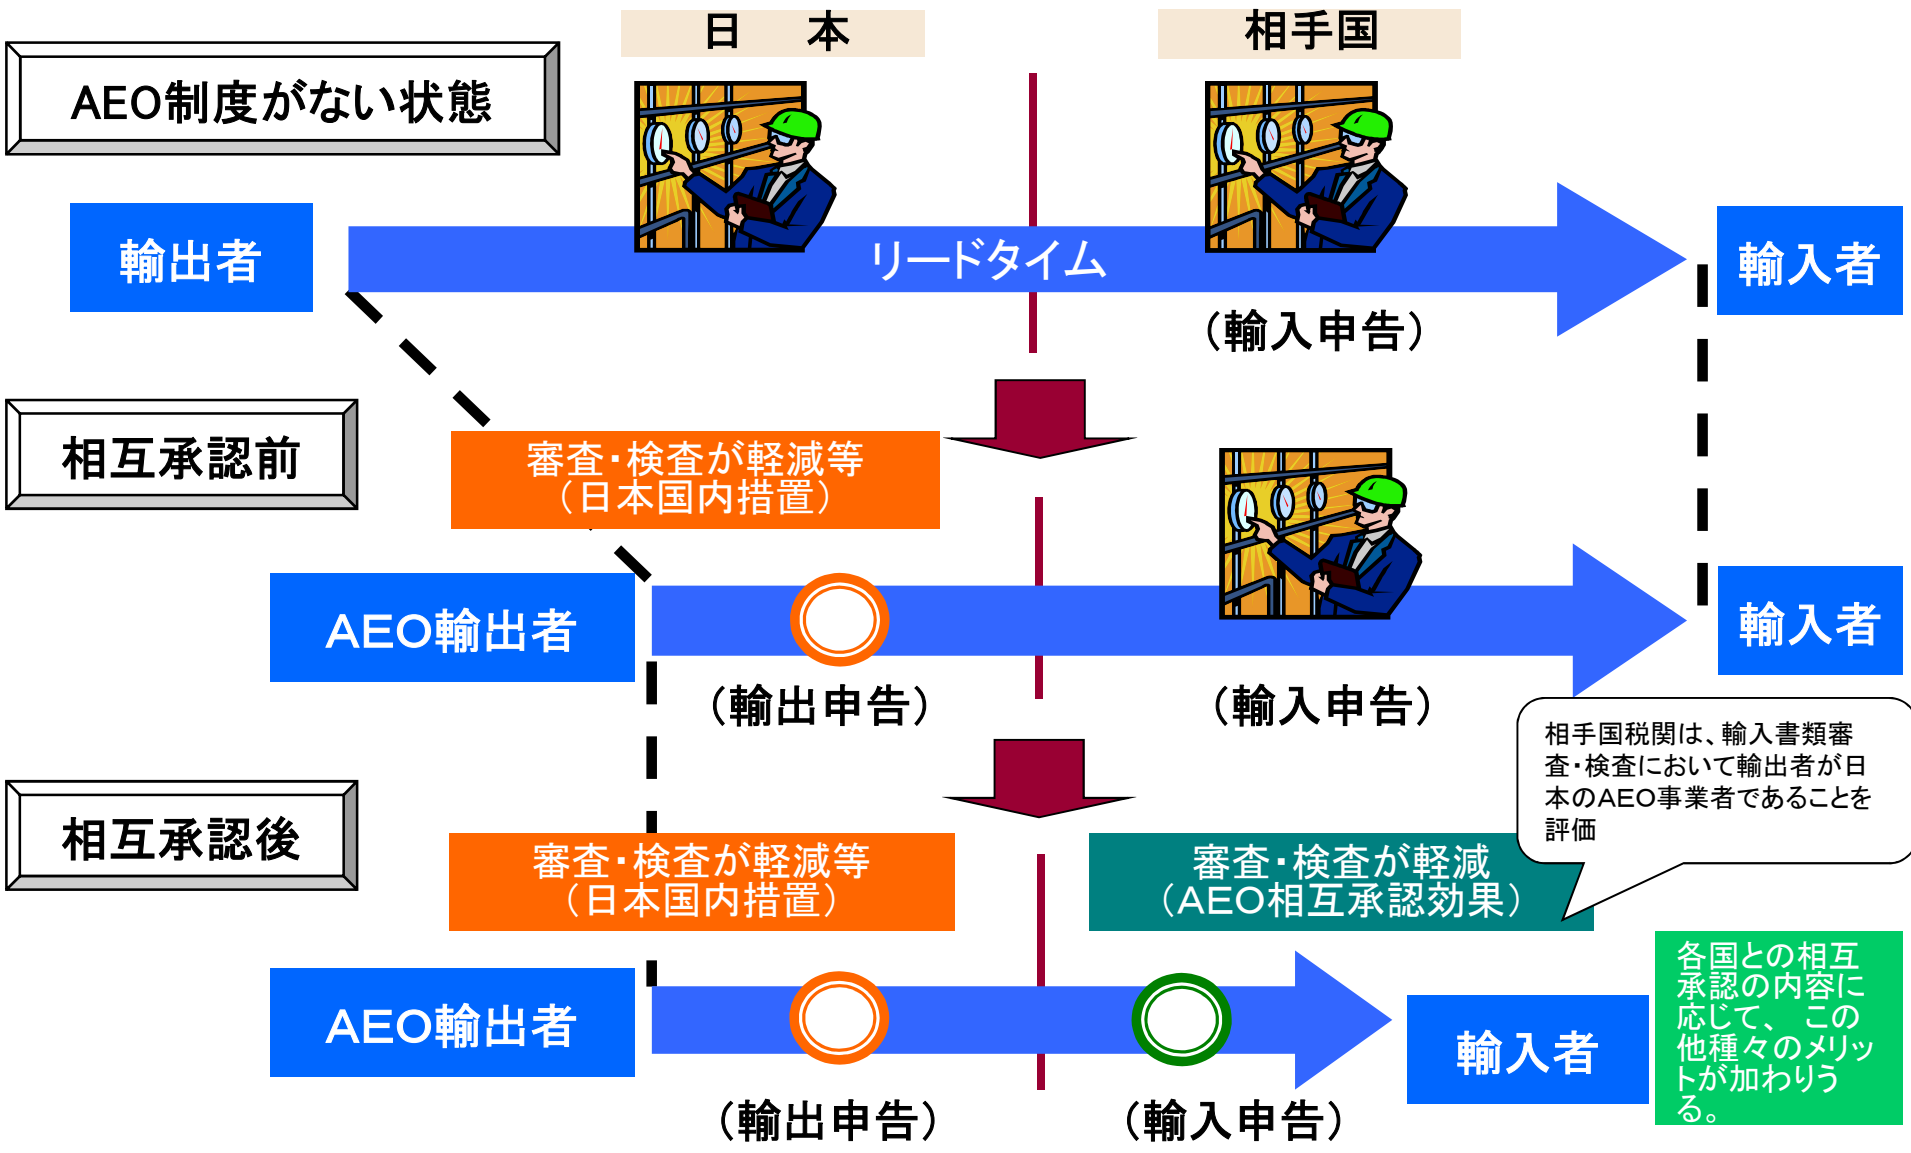 日 本
相手国
AEO制度がない状態
輸出者
リードタイム
輸入者
（輸入申告）
相互承認前
審査・検査が軽減等
（日本国内措置）
AEO輸出者
輸入者
（輸出申告）
（輸入申告）
相手国税関は、輸入書類審
査・検査において輸出者が日
本のAEO事業者であることを
評価
相互承認後
審査・検査が軽減等
（日本国内措置）
審査・検査が軽減
（AEO相互承認効果）
AEO輸出者
輸入者
各国との相互
承認の内容に
応じて、 この
他種々のメリッ
トが加わりう
る。
（輸出申告）
（輸入申告）